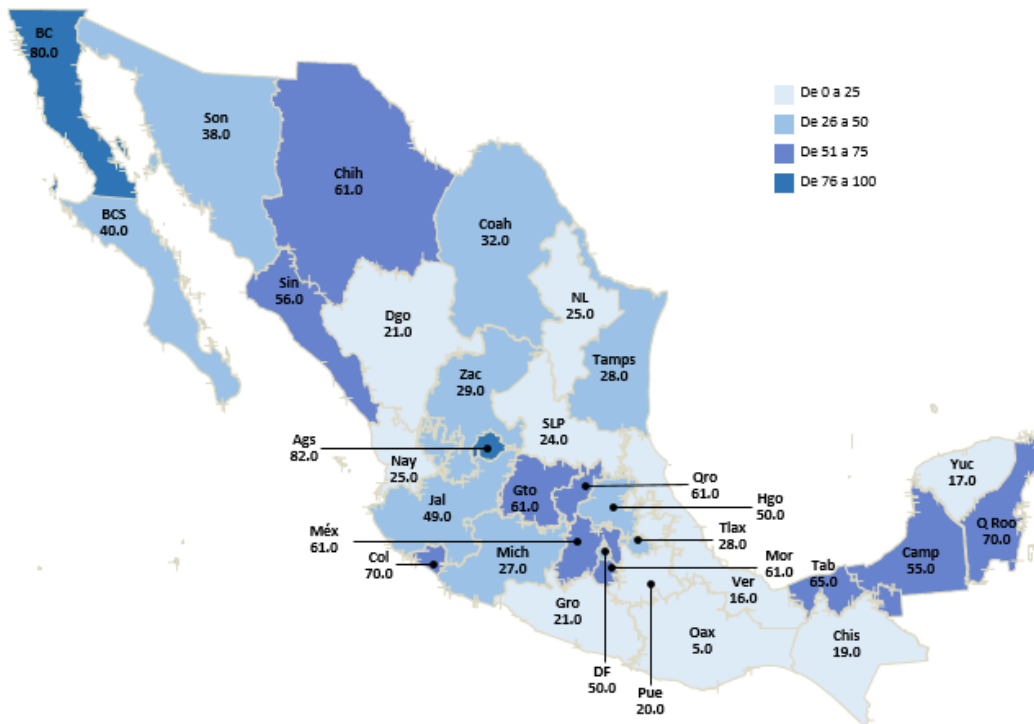 BC
80.0
Son
38.0
De 0 a 25
De 26 a 50
De 51 a 75
De 76 a 100
Chih
61.0
BCS
40.0
Coah
32.0
Sin
56.0
NL
25.0
Dgo
21.0
Tamps
28.0
Zac
29.0
SLP
24.0
Ags
82.0
Nay
25.0
Yuc
17.0
Qro
61.0
Gto
61.0
Jal
49.0
Hgo
50.0
Q Roo
70.0
Tlax
28.0
Méx
61.0
Col
70.0
Mich
27.0
Mor
61.0
Tab
65.0
Camp
55.0
Ver
16.0
Gro
21.0
Oax
5.0
Chis
19.0
DF
50.0
Pue
20.0